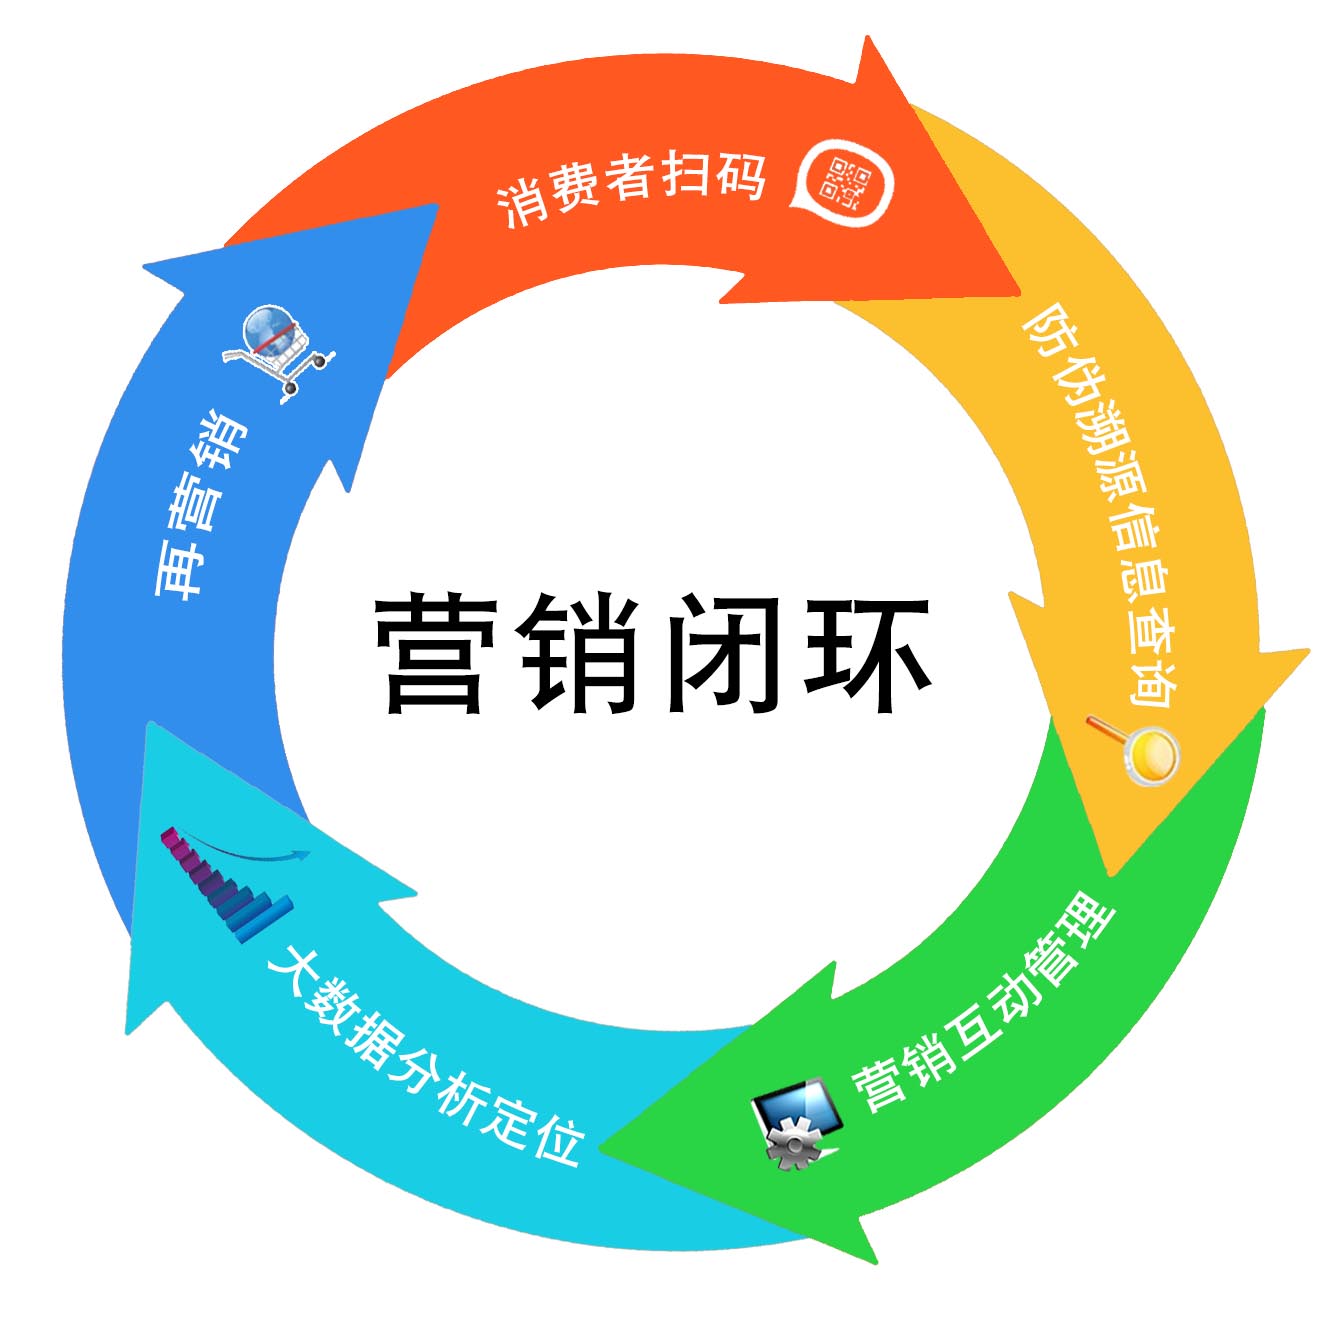 消费者扫码
防伪溯源信息查询
营销互动管理
大数据分析定位
再营销
营销闭环